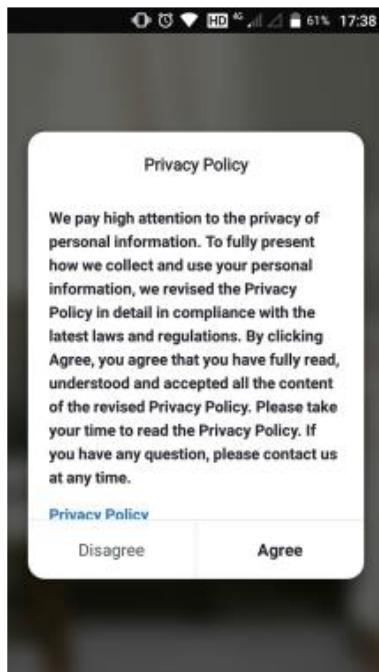 HD 4G 61% 17:38
Privacy Policy
We pay high attention to the privacy of
personal information. To fully present
how we collect and use your personal
information, we revised the Privacy
Policy in detail in compliance with the
latest laws and regulations. By clicking
Agree, you agree that you have fully read,
understood and accepted all the content
of the revised Privacy Policy. Please take
your time to read the Privacy Policy. If
you have any question, please contact us
at any time.
Privacy Policy
Disagree Agree